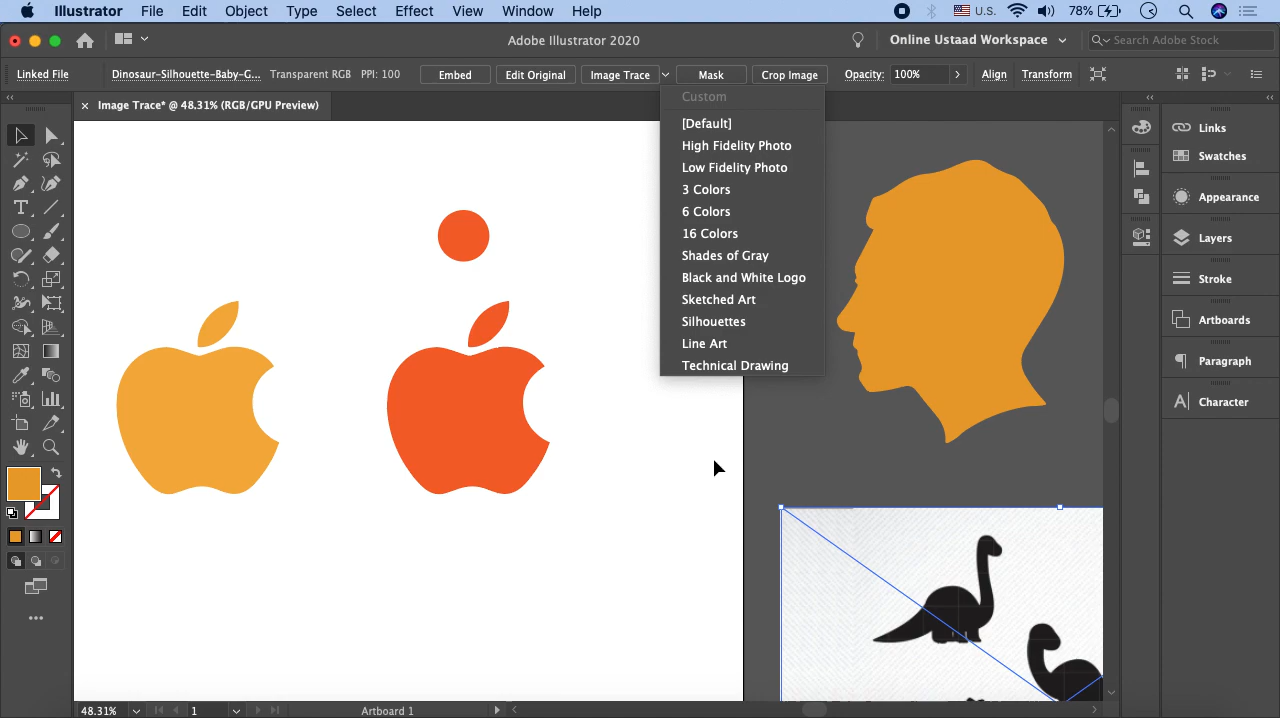 Illustrator File Edit Object Type Select Effect View Window Help U.S. 78%
Adobe Illustrator 2020 Online Ustaad Workspace Search Adobe Stock
Linked File Dinosaur-Silhouette-Baby-G... Transparent RGB PPI: 100 Embed Edit Original Image Trace Mask Crop Image Opacity: 100% Align Transform
× Image Trace* @ 48.31% (RGB/GPU Preview)
Custom
[Default]
High Fidelity Photo
Low Fidelity Photo
3 Colors
6 Colors
16 Colors
Shades of Gray
Black and White Logo
Sketched Art
Silhouettes
Line Art
Technical Drawing
Links
Swatches
Appearance
Layers
Stroke
Artboards
Paragraph
Character
48.31% 1 Artboard 1